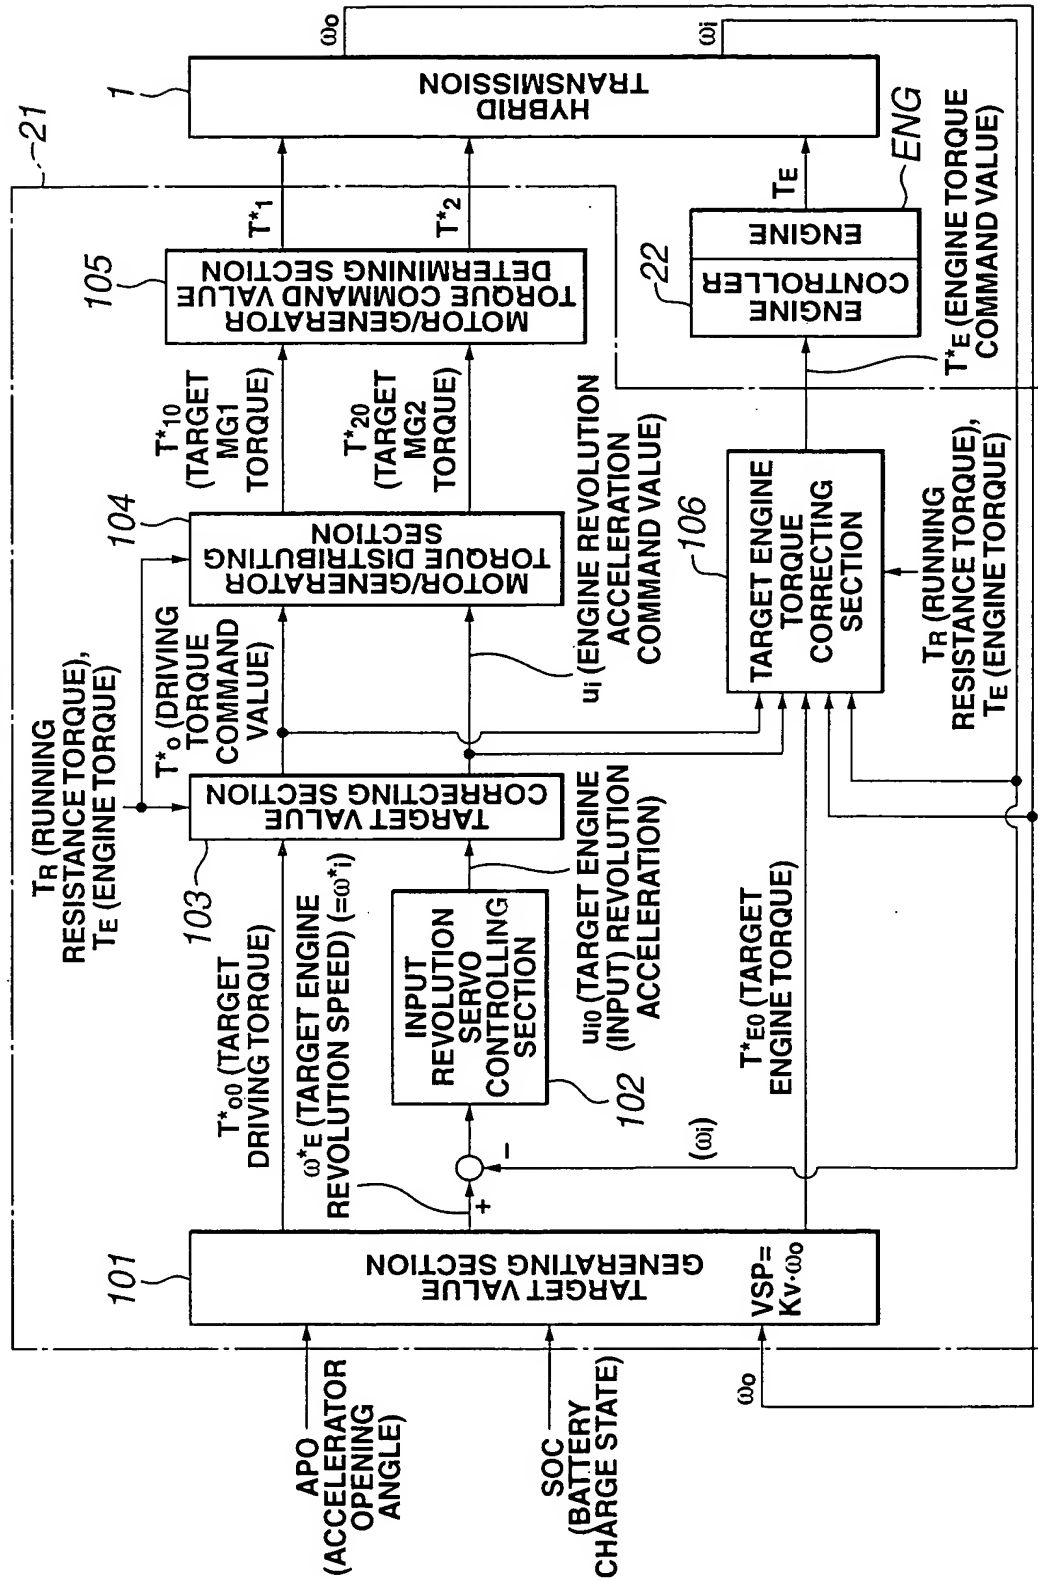 21
APO
(ACCELERATOR
OPENING
ANGLE)
SOC
(BATTERY
CHARGE STATE)
ωo
101
TARGET VALUE
GENERATING SECTION
VSP=
Kv·ωo
T*o0 (TARGET
DRIVING TORQUE)
ω*E (TARGET ENGINE
REVOLUTION SPEED) (=ω*i)
+
−
(ωi)
INPUT
REVOLUTION
SERVO
CONTROLLING
SECTION
102
ui0 (TARGET ENGINE
(INPUT) REVOLUTION
ACCELERATION)
T*E0 (TARGET
ENGINE TORQUE)
TR (RUNNING
RESISTANCE TORQUE),
TE (ENGINE TORQUE)
103
TARGET VALUE
CORRECTING SECTION
T*o (DRIVING
TORQUE
COMMAND
VALUE)
104
MOTOR/GENERATOR
TORQUE DISTRIBUTING
SECTION
ui (ENGINE REVOLUTION
ACCELERATION
COMMAND VALUE)
T*10
(TARGET
MG1
TORQUE)
T*20
(TARGET
MG2
TORQUE)
105
MOTOR/GENERATOR
TORQUE COMMAND VALUE
DETERMINING SECTION
T*1
T*2
106
TARGET ENGINE
TORQUE
CORRECTING
SECTION
TR (RUNNING
RESISTANCE TORQUE),
TE (ENGINE TORQUE)
T*E (ENGINE TORQUE
COMMAND VALUE)
22
ENGINE
CONTROLLER
ENGINE
ENG
TE
1
HYBRID
TRANSMISSION
ωo
ωi